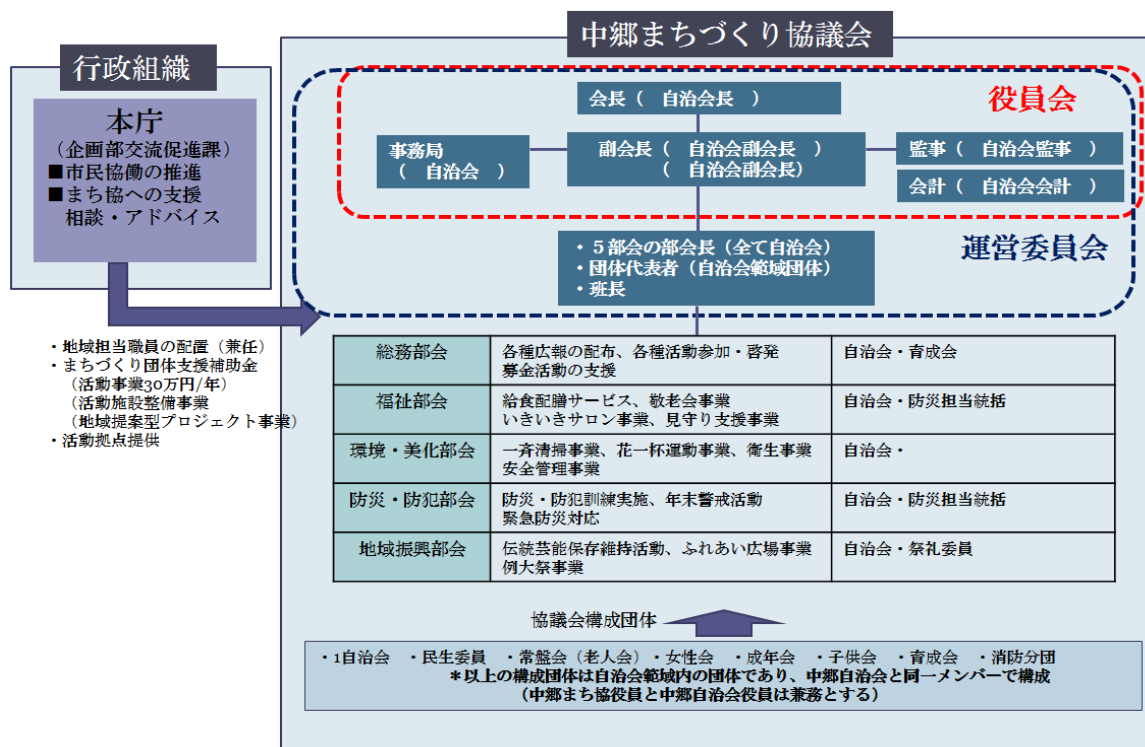 中郷まちづくり協議会
行政組織
本庁
（企画部交流促進課）
■市民協働の推進
■まち協への支援
相談・アドバイス
・地域担当職員の配置（兼任）
・まちづくり団体支援補助金
（活動事業30万円/年）
（活動施設整備事業
（地域提案型プロジェクト事業）
・活動拠点提供
役員会
会長（　自治会長　）
事務局
（　自治会　）
副会長（　自治会副会長　）
（　自治会副会長）
監事（　自治会監事　）
会計（　自治会会計　）
運営委員会
・５部会の部会長（全て自治会）
・団体代表者（自治会範域団体）
・班長
総務部会
各種広報の配布、各種活動参加・啓発
募金活動の支援
自治会・育成会
福祉部会
給食配膳サービス、敬老会事業
いきいきサロン事業、見守り支援事業
自治会・防災担当統括
環境・美化部会
一斉清掃事業、花一杯運動事業、衛生事業
安全管理事業
自治会・
防災・防犯部会
防災・防犯訓練実施、年末警戒活動
緊急防災対応
自治会・防災担当統括
地域振興部会
伝統芸能保存維持活動、ふれあい広場事業
例大祭事業
自治会・祭礼委員
協議会構成団体
・1自治会　・民生委員　・常盤会（老人会）・女性会　・成年会　・子供会　・育成会　・消防分団
＊以上の構成団体は自治会範域内の団体であり、中郷自治会と同一メンバーで構成
（中郷まち協役員と中郷自治会役員は兼務とする）